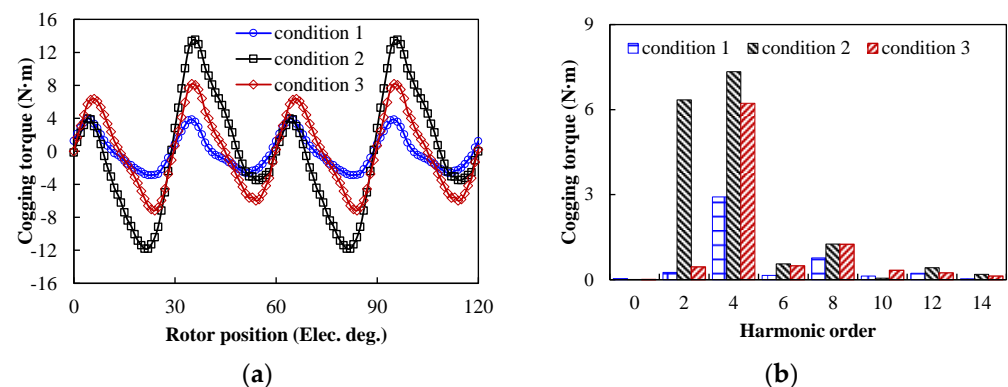 Cogging torque (N·m)
16
12
8
4
0
-4
-8
-12
-16
condition 1
condition 2
condition 3
0 30 60 90 120
Rotor position (Elec. deg.)
(a)
Cogging torque (N·m)
9
6
3
0
condition 1 condition 2 condition 3
0 2 4 6 8 10 12 14
Harmonic order
(b)